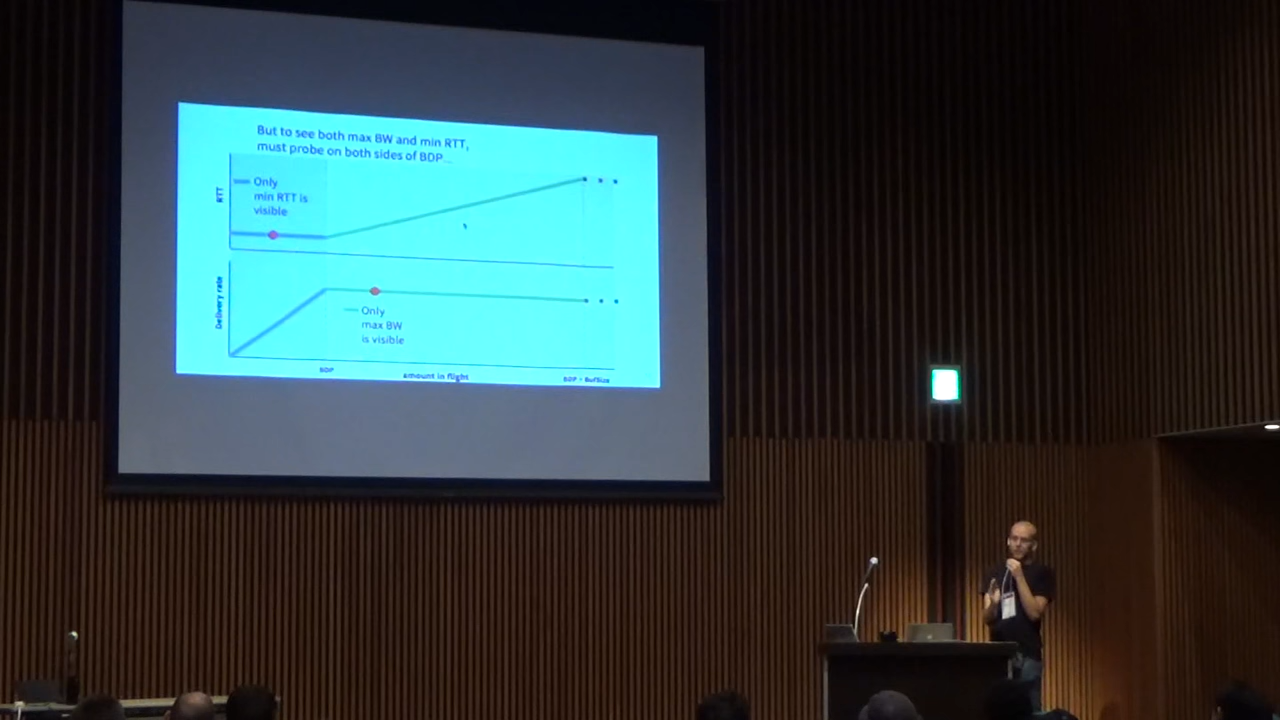 But to see both max BW and min RTT,
must probe on both sides of BDP...
RTT
Only
min RTT is
visible
Delivery rate
Only
max BW
is visible
BDP
amount in flight
BDP + BufSize